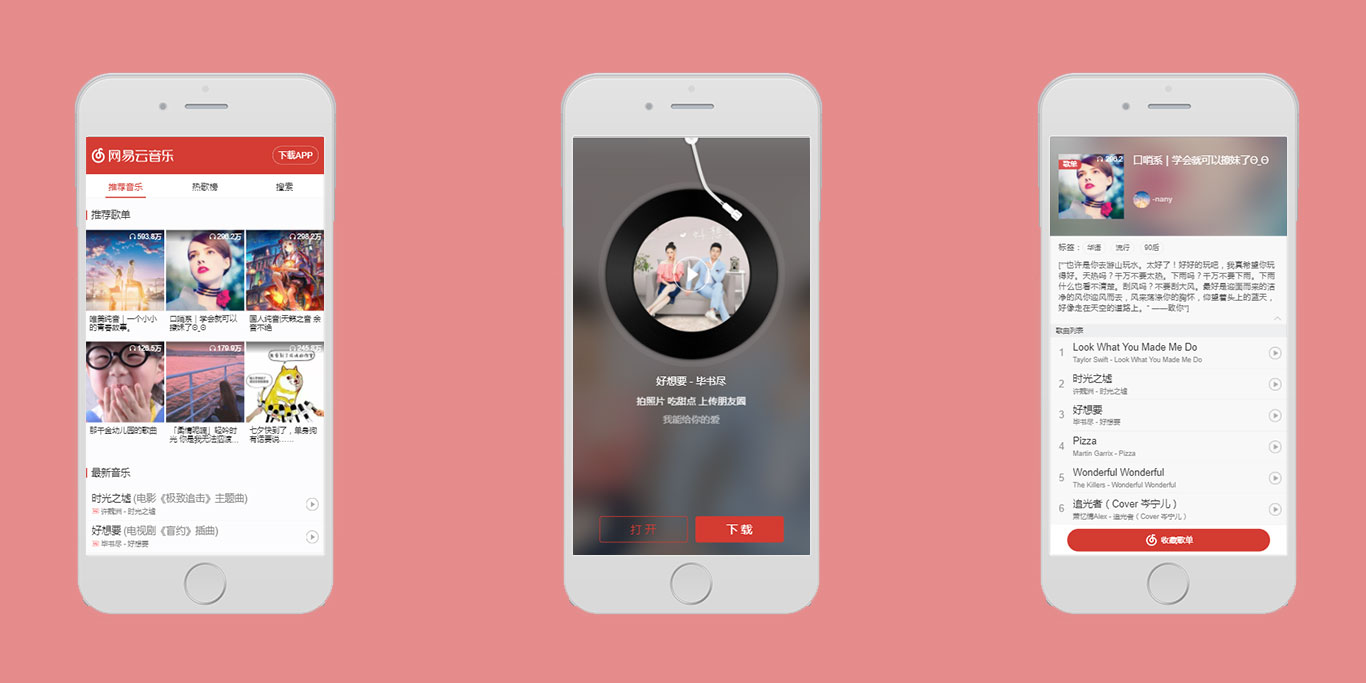 网易云音乐
下载APP
推荐音乐
热歌榜
搜索
推荐歌单
593.8万
298.2万
298.2万
唯美纯音｜一个小小的青春故事。
口哨系｜学会就可以撩妹了Θ_Θ
国人纯音|天籁之音 余音不绝
126.5万
179.9万
245.2万
那千金幼儿园的歌曲
「柔情呢喃」轻吟时光 你是我无法泅渡…
七夕快到了，单身狗有话要说……
最新音乐
时光之墟 (电影《极致追击》主题曲)
许魏洲 - 时光之墟
好想要 (电视剧《盲约》插曲)
毕书尽 - 好想要
好想要 - 毕书尽
拍照片 吃甜点 上传朋友圈
我能给你的爱
打 开
下 载
歌单
298.2
口哨系｜学会就可以撩妹了Θ_Θ
-nany
标签：
华语
流行
90后
["“也许是你去游山玩水。太好了！好好的玩吧，我真希望你玩
得好。天热吗？千万不要太热。下雨吗？千万不要下雨。下雨
什么也看不清楚。刮风吗？不要刮大风。最好是迎面而来的洁
净的风你迎风而去，风来荡涤你的胸怀，仰望着头上的蓝天，
好像走在天空的道路上。” ——致你"]
歌曲列表
1 Look What You Made Me Do
Taylor Swift - Look What You Made Me Do
2 时光之墟
许魏洲 - 时光之墟
3 好想要
毕书尽 - 好想要
4 Pizza
Martin Garrix - Pizza
5 Wonderful Wonderful
The Killers - Wonderful Wonderful
6 追光者（Cover 岑宁儿）
萧忆情Alex - 追光者（Cover 岑宁儿）
收藏歌单